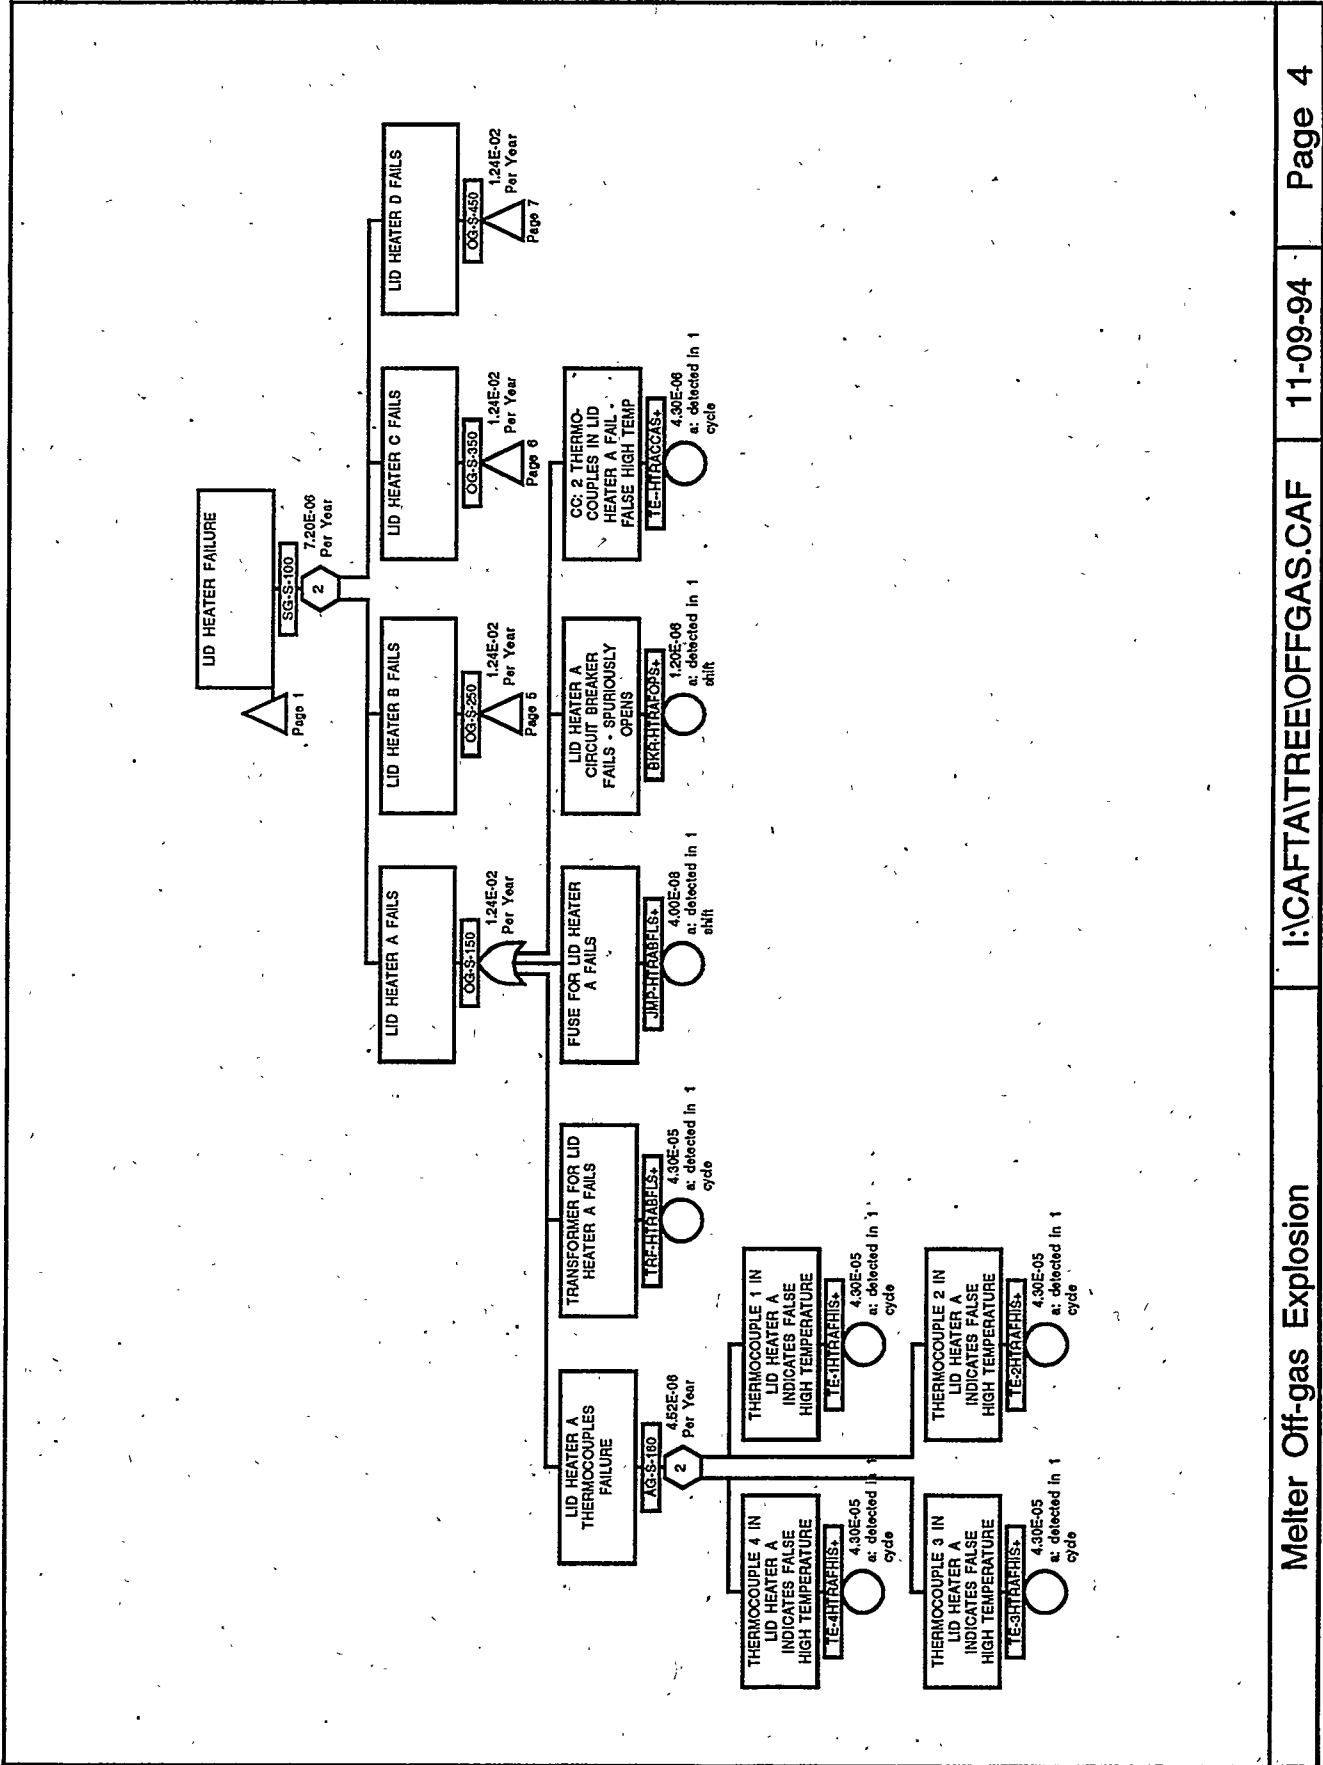 LID HEATER FAILURE
SG-S-100
7.20E-06
Per Year
2
Page 1
LID HEATER A FAILS
OG-S-150
1.24E-02
Per Year
LID HEATER B FAILS
OG-S-250
1.24E-02
Per Year
Page 5
LID HEATER C FAILS
OG-S-350
1.24E-02
Per Year
Page 6
LID HEATER D FAILS
OG-S-450
1.24E-02
Per Year
Page 7
LID HEATER A
THERMOCOUPLES
FAILURE
AG-S-160
4.52E-08
Per Year
2
TRANSFORMER FOR LID
HEATER A FAILS
TRF-HTRABFLS+
4.30E-05
a: detected in 1
cycle
FUSE FOR LID HEATER
A FAILS
JMP-HTRABFLS+
4.00E-08
a: detected in 1
shift
LID HEATER A
CIRCUIT BREAKER
FAILS - SPURIOUSLY
OPENS
BKR-HTRAFOPS+
1.20E-06
a: detected in 1
shift
CC: 2 THERMO-
COUPLES IN LID
HEATER A FAIL -
FALSE HIGH TEMP
TE--HTRACCAS+
4.30E-06
a: detected in 1
cycle
THERMOCOUPLE 4 IN
LID HEATER A
INDICATES FALSE
HIGH TEMPERATURE
TE-4HTRAFHIS+
4.30E-05
a: detected in 1
cycle
THERMOCOUPLE 1 IN
LID HEATER A
INDICATES FALSE
HIGH TEMPERATURE
TE-1HTRAFHIS+
4.30E-05
a: detected in 1
cycle
THERMOCOUPLE 3 IN
LID HEATER A
INDICATES FALSE
HIGH TEMPERATURE
TE-3HTRAFHIS+
4.30E-05
a: detected in 1
cycle
THERMOCOUPLE 2 IN
LID HEATER A
INDICATES FALSE
HIGH TEMPERATURE
TE-2HTRAFHIS+
4.30E-05
a: detected in 1
cycle
Melter Off-gas Explosion
I:\CAFTA\TREE\OFFGAS.CAF
11-09-94
Page 4